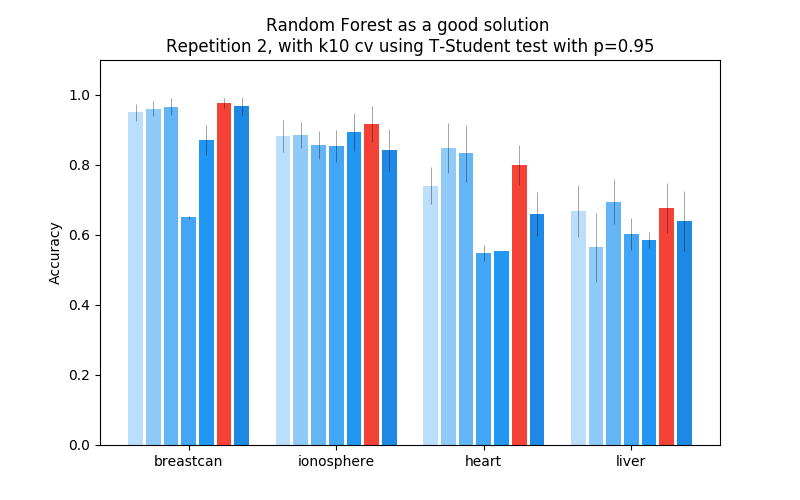 Random Forest as a good solution
Repetition 2, with k10 cv using T-Student test with p=0.95
1.0
0.8
0.6
0.4
0.2
0.0
Accuracy
breastcan
ionosphere
heart
liver